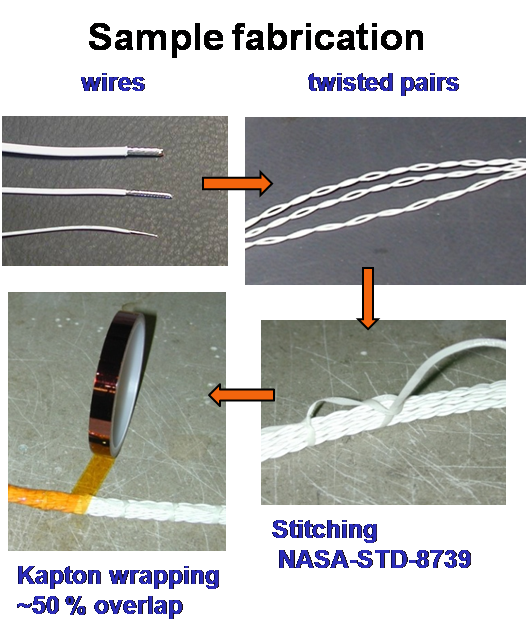 Sample fabrication
wires
twisted pairs
Stitching
NASA-STD-8739
Kapton wrapping
~50 % overlap